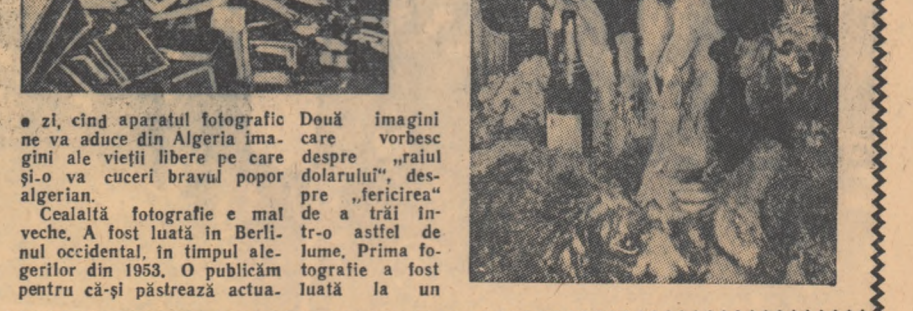 zi, cînd aparatul fotografic
ne va aduce din Algeria ima-
gini ale vieții libere pe care
și-o va cuceri bravul popor
algerian.
Cealaltă fotografie e mai
veche. A fost luată în Berli-
nul occidental, în timpul ale-
gerilor din 1953. O publicăm
pentru că-și păstrează actua-
Două imagini
care vorbesc
despre „raiul
dolarului“, des-
pre „fericirea“
de a trăi în-
tr-o astfel de
lume. Prima fo-
tografie a fost
luată la un